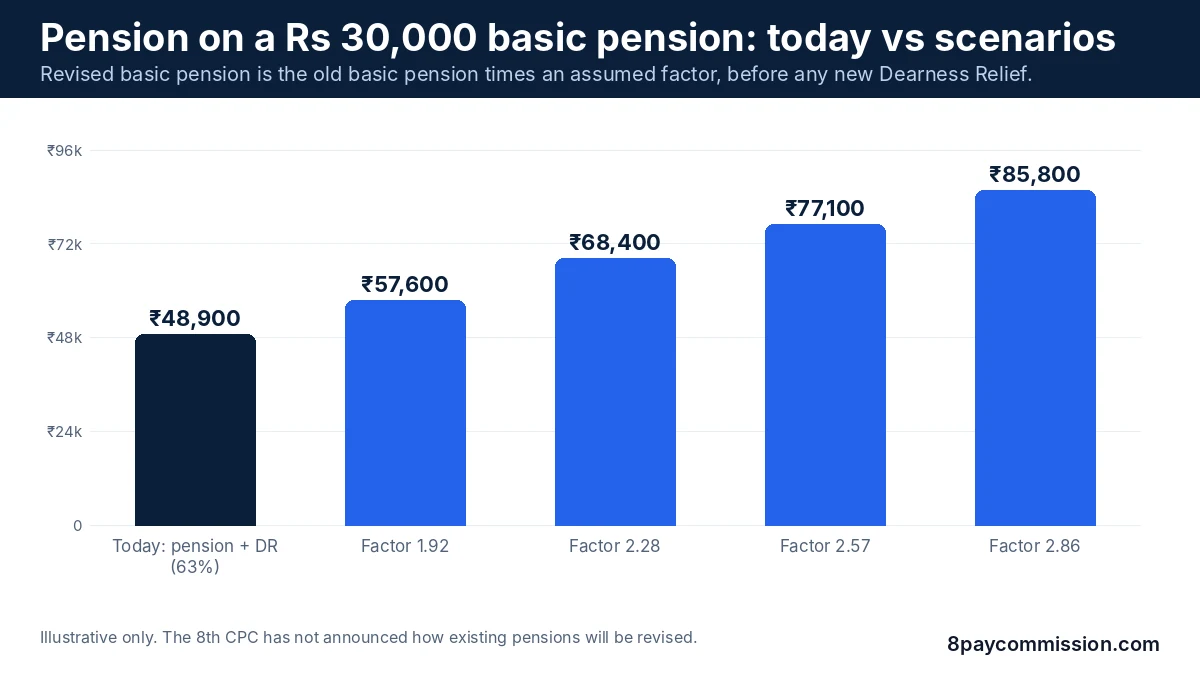 Pension on a Rs 30,000 basic pension: today vs scenarios
Revised basic pension is the old basic pension times an assumed factor, before any new Dearness Relief.
₹96k
₹72k
₹48k
₹24k
0
₹48,900
₹57,600
₹68,400
₹77,100
₹85,800
Today: pension + DR
(63%)
Factor 1.92
Factor 2.28
Factor 2.57
Factor 2.86
Illustrative only. The 8th CPC has not announced how existing pensions will be revised.
8paycommission.com